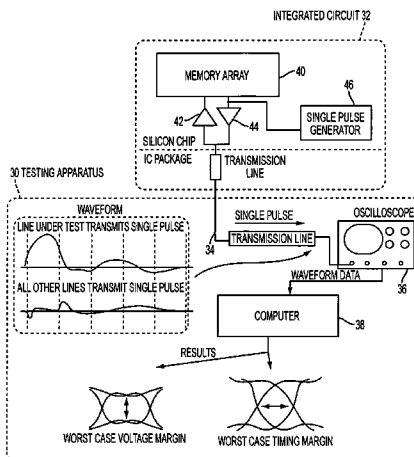 INTEGRATED CIRCUIT 32
MEMORY ARRAY
40
46
42
44
SINGLE PULSE
GENERATOR
SILICON CHIP
IC PACKAGE
TRANSMISSION
LINE
30 TESTING APPARATUS
WAVEFORM
LINE UNDER TEST TRANSMITS SINGLE PULSE
ALL OTHER LINES TRANSMIT SINGLE PULSE
SINGLE PULSE
OSCILLOSCOPE
34
TRANSMISSION LINE
WAVEFORM DATA
36
COMPUTER
38
RESULTS
WORST CASE VOLTAGE MARGIN
WORST CASE TIMING MARGIN